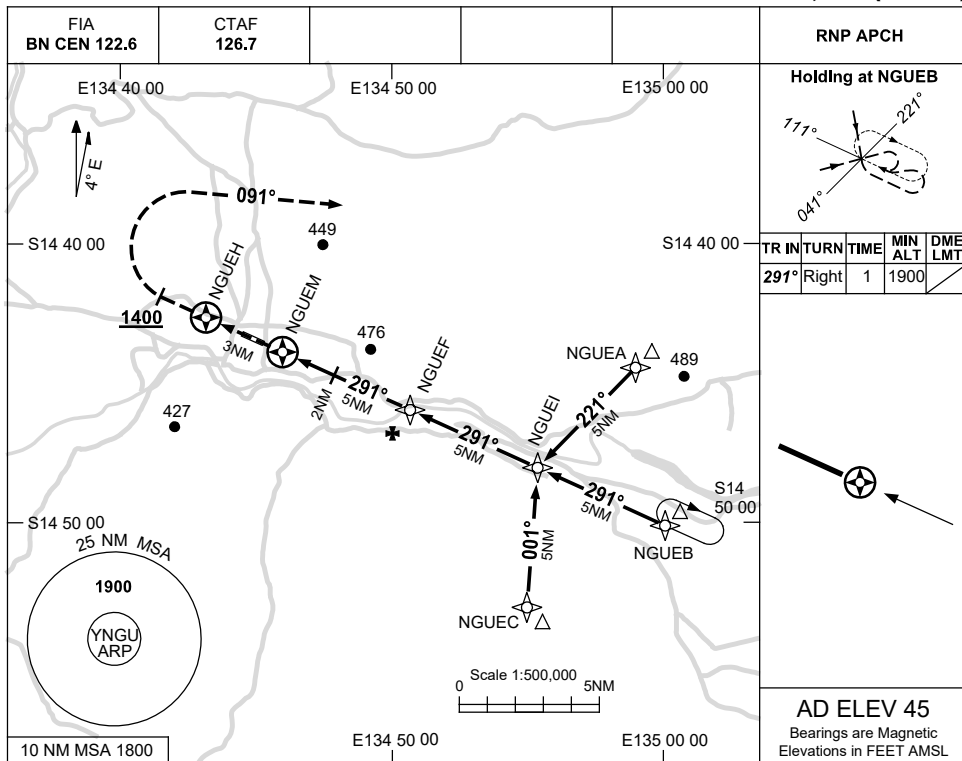 FIA
BN CEN 122.6
CTAF
126.7
RNP APCH
E134 40 00
E134 50 00
E135 00 00
Holding at NGUEB
111°
221°
041°
4° E
091°
449
S14 40 00
S14 40 00
TR IN
TURN
TIME
MIN
ALT
DME
LMT
291°
Right
1
1900
NGUEH
NGUEM
1400
3NM
476
NGUEF
NGUEA
489
2NM
291°
5NM
NGUEI
221°
5NM
427
291°
5NM
291°
5NM
S14
50 00
S14 50 00
NGUEB
001°
5NM
25 NM MSA
1900
YNGU
ARP
NGUEC
Scale 1:500,000
0
5NM
AD ELEV 45
Bearings are Magnetic
Elevations in FEET AMSL
10 NM MSA 1800
E134 50 00
E135 00 00